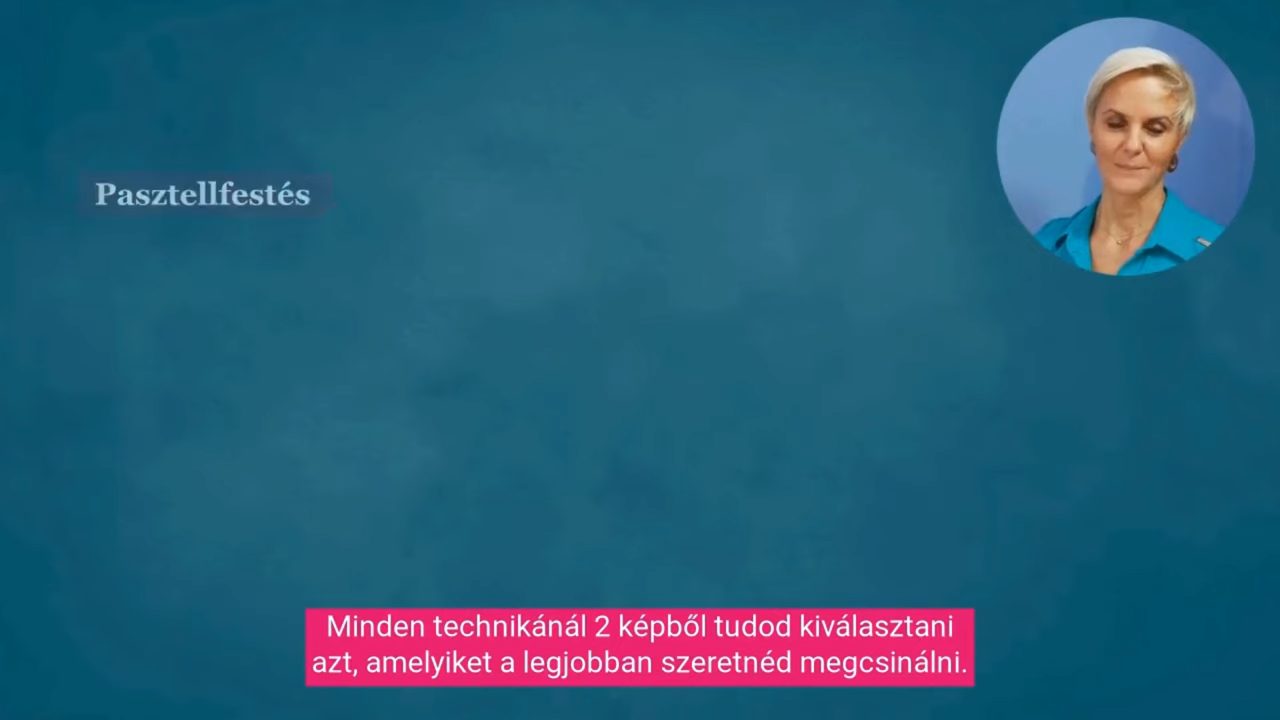 Pasztellfestés
Minden technikánál 2 képből tudod kiválasztani
azt, amelyiket a legjobban szeretnéd megcsinálni.